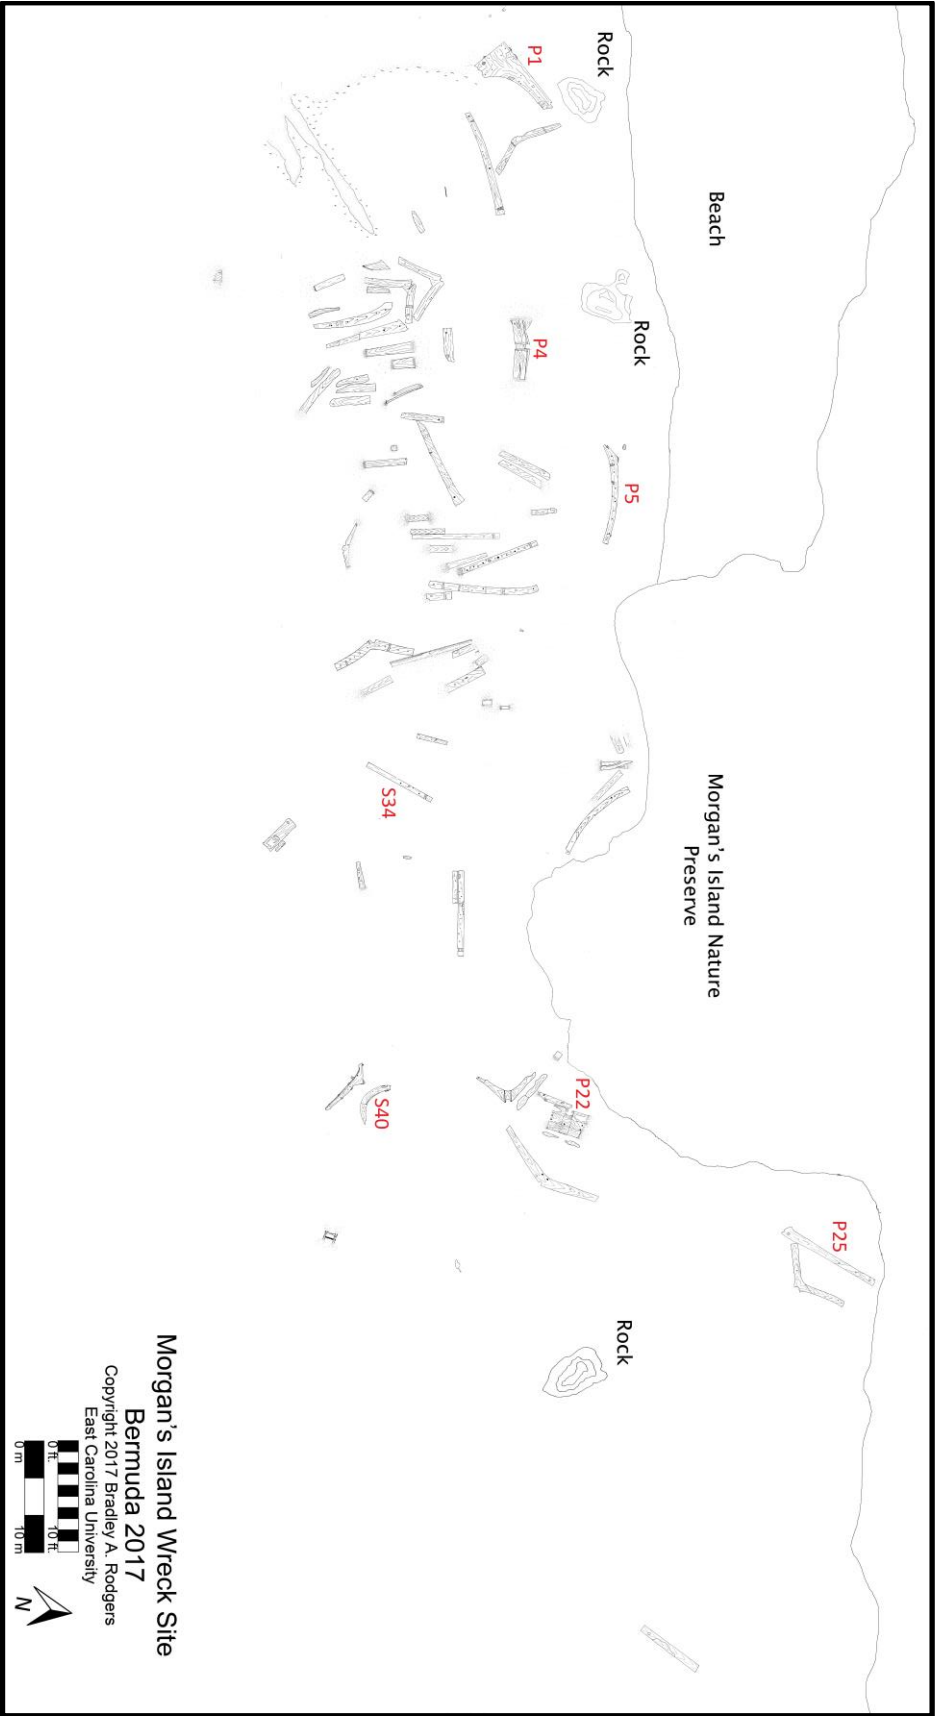 Rock
P1
Beach
Rock
P4
P5
Morgan's Island Nature
Preserve
S34
P22
S40
P25
Rock
Morgan's Island Wreck Site
Bermuda 2017
Copyright 2017 Bradley A. Rodgers
East Carolina University
0 ft. 10 ft.
0 m 10 m
N